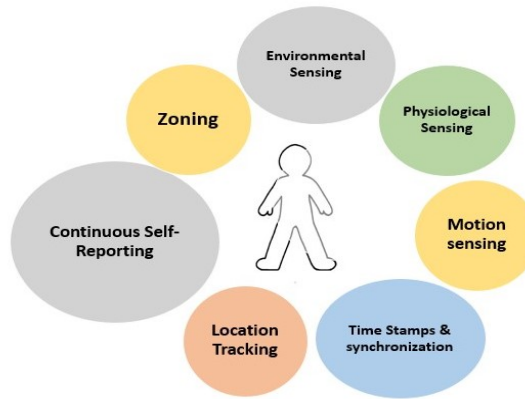 Environmental
Sensing
Zoning
Physiological
Sensing
Continuous Self-
Reporting
Motion
sensing
Location
Tracking
Time Stamps &
synchronization